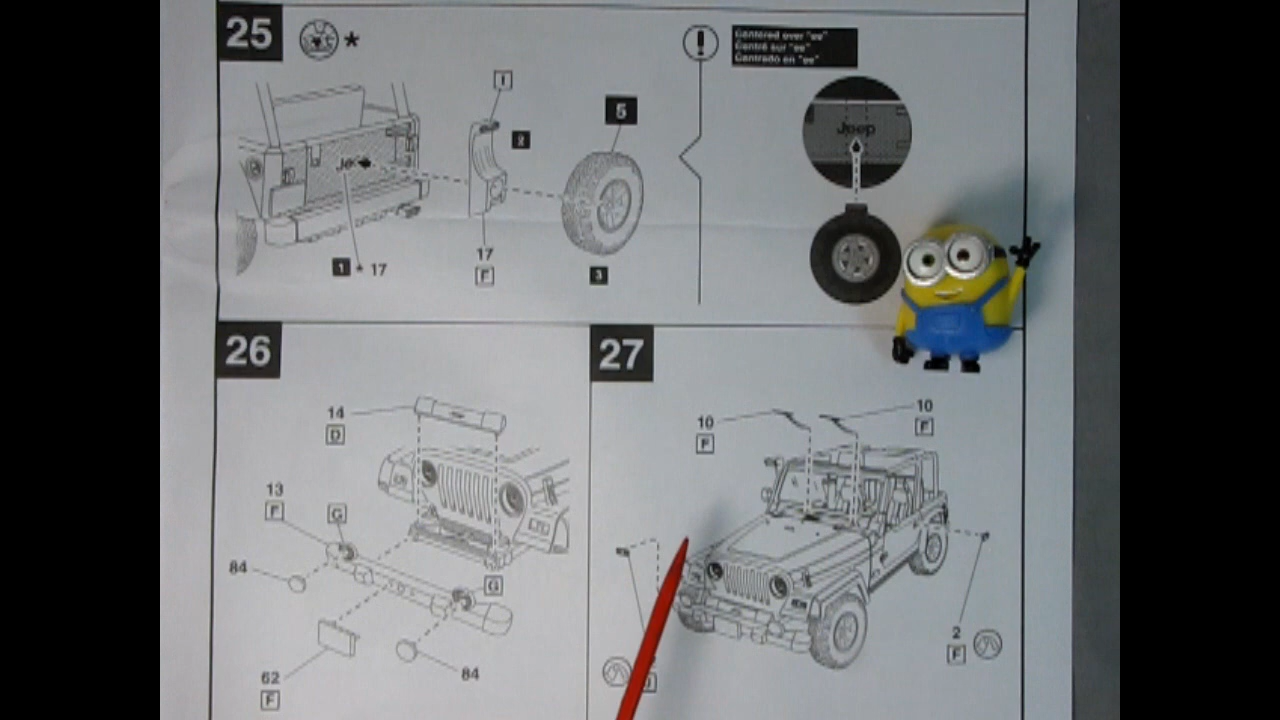 25
*
Centered over "ee"
Centré sur "ee"
Centrado en "ee"
I
2
5
Jeep
17
F
1
* 17
3
26
14
D
13
F
G
84
G
62
F
84
27
10
F
10
F
2
F